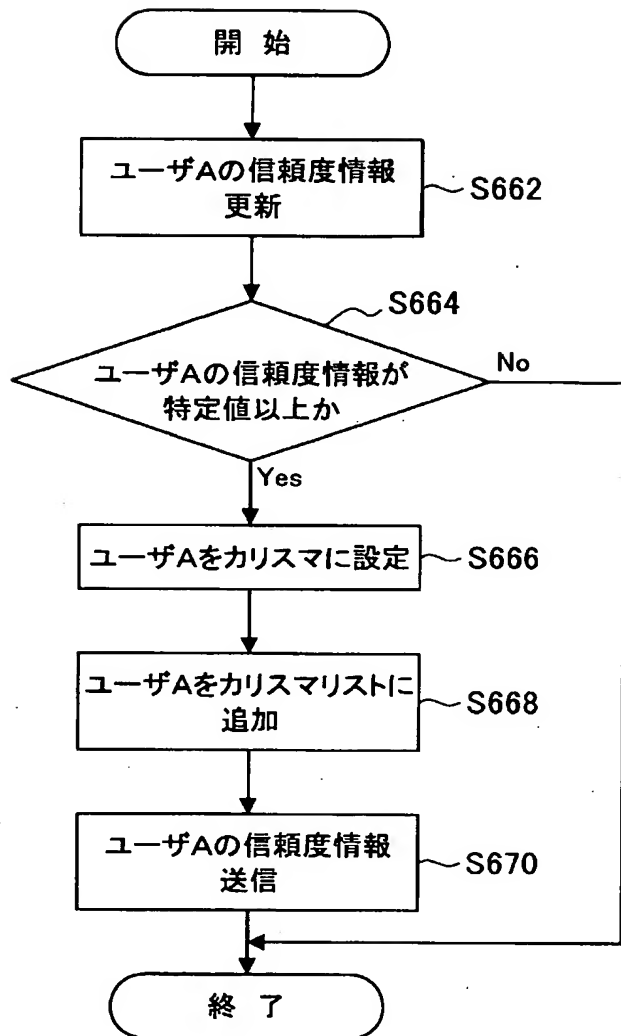 開 始
ユーザAの信頼度情報
更新
S662
S664
ユーザAの信頼度情報が
特定値以上か
No
Yes
ユーザAをカリスマに設定
S666
ユーザAをカリスマリストに
追加
S668
ユーザAの信頼度情報
送信
S670
終 了